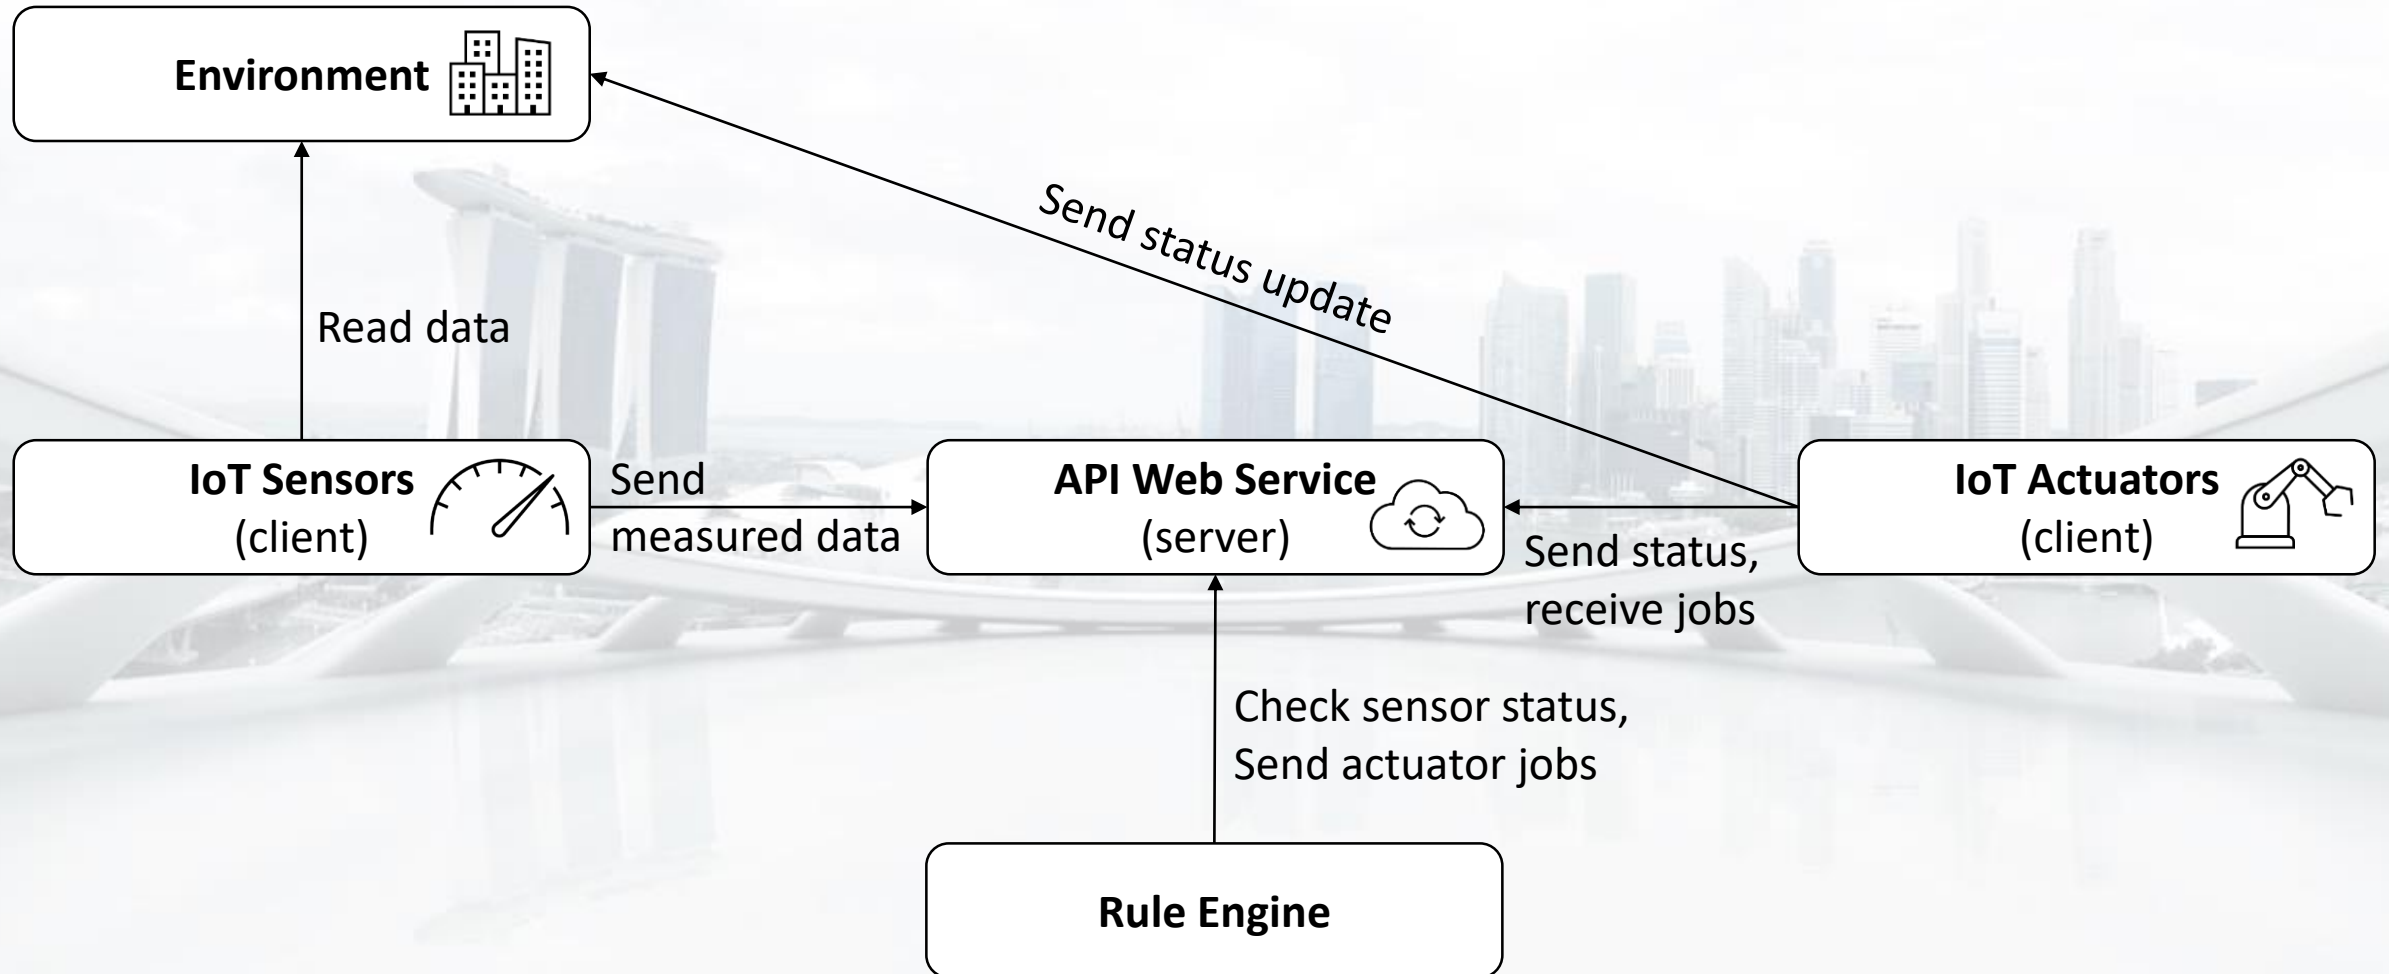 Environment
Send status update
Read data
IoT Sensors
(client)
Send
measured data
API Web Service
(server)
IoT Actuators
(client)
Send status,
receive jobs
Check sensor status,
Send actuator jobs
Rule Engine